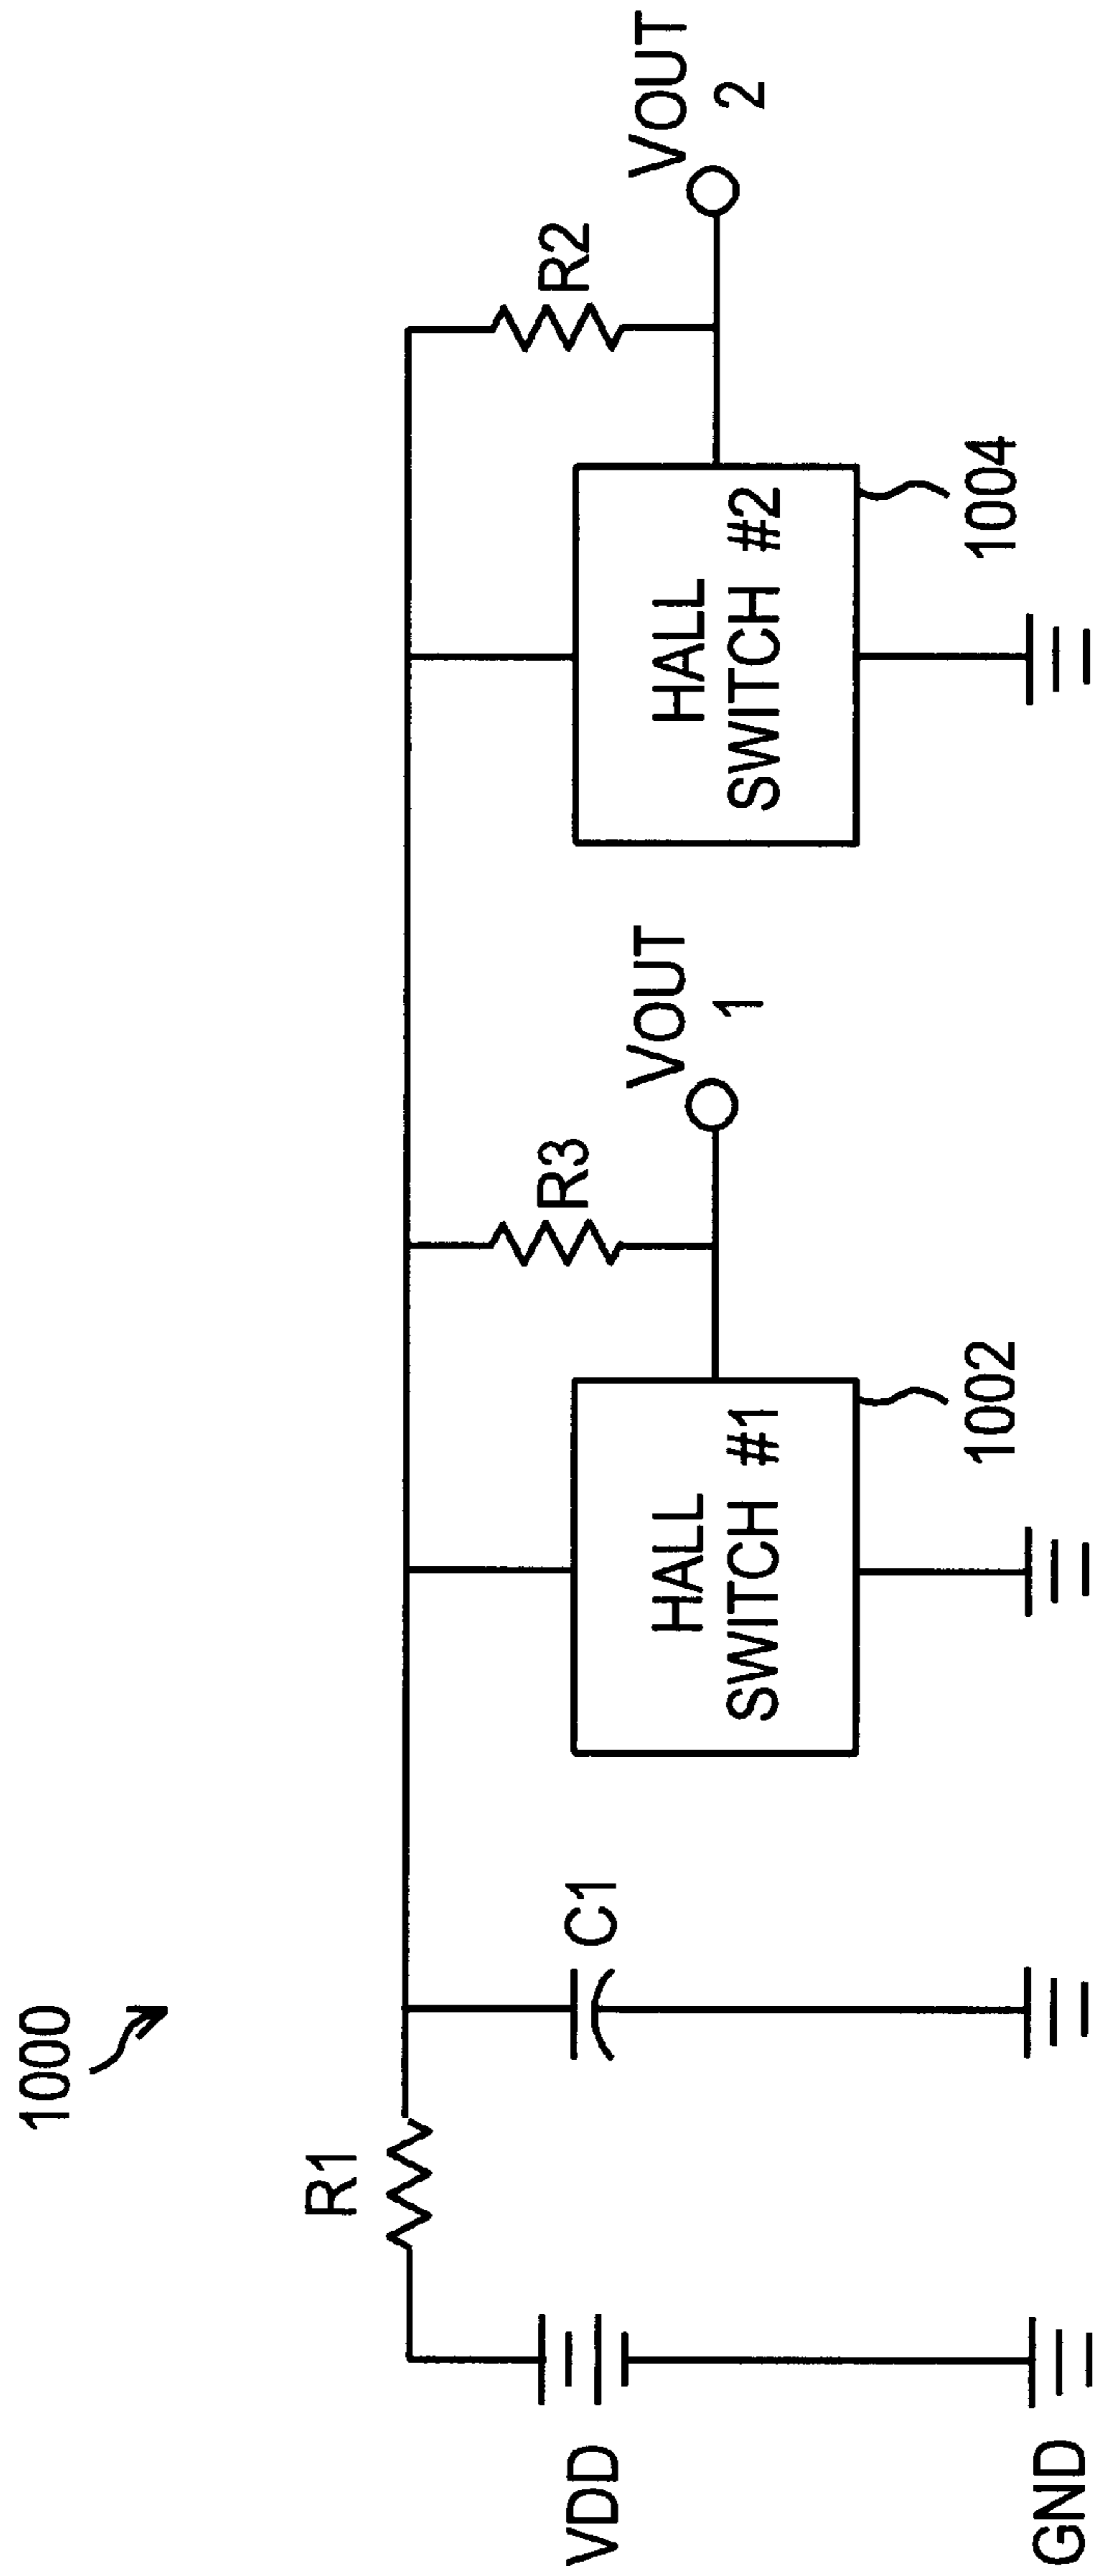 1000
R1
VDD
GND
C1
HALL
SWITCH #1
1002
R3
VOUT
1
HALL
SWITCH #2
1004
R2
VOUT
2